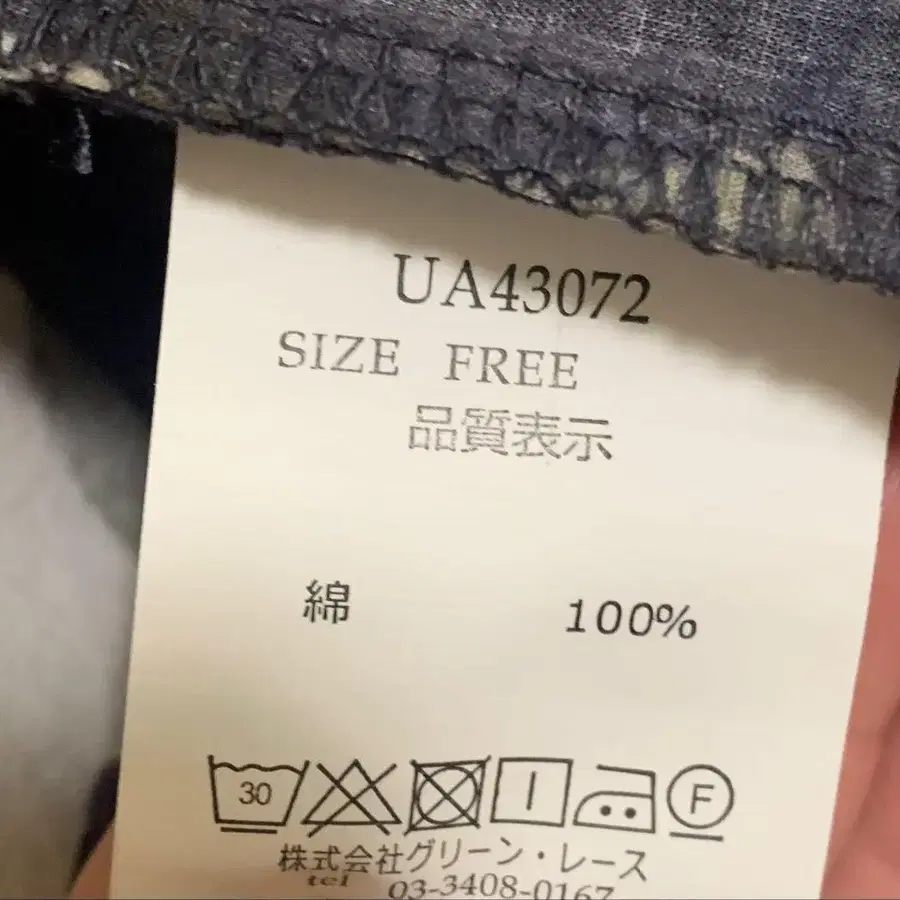 UA43072
SIZE FREE
品質表示
綿 100%
30 F
株式会社グリーン・レース
tel 03-3408-0167